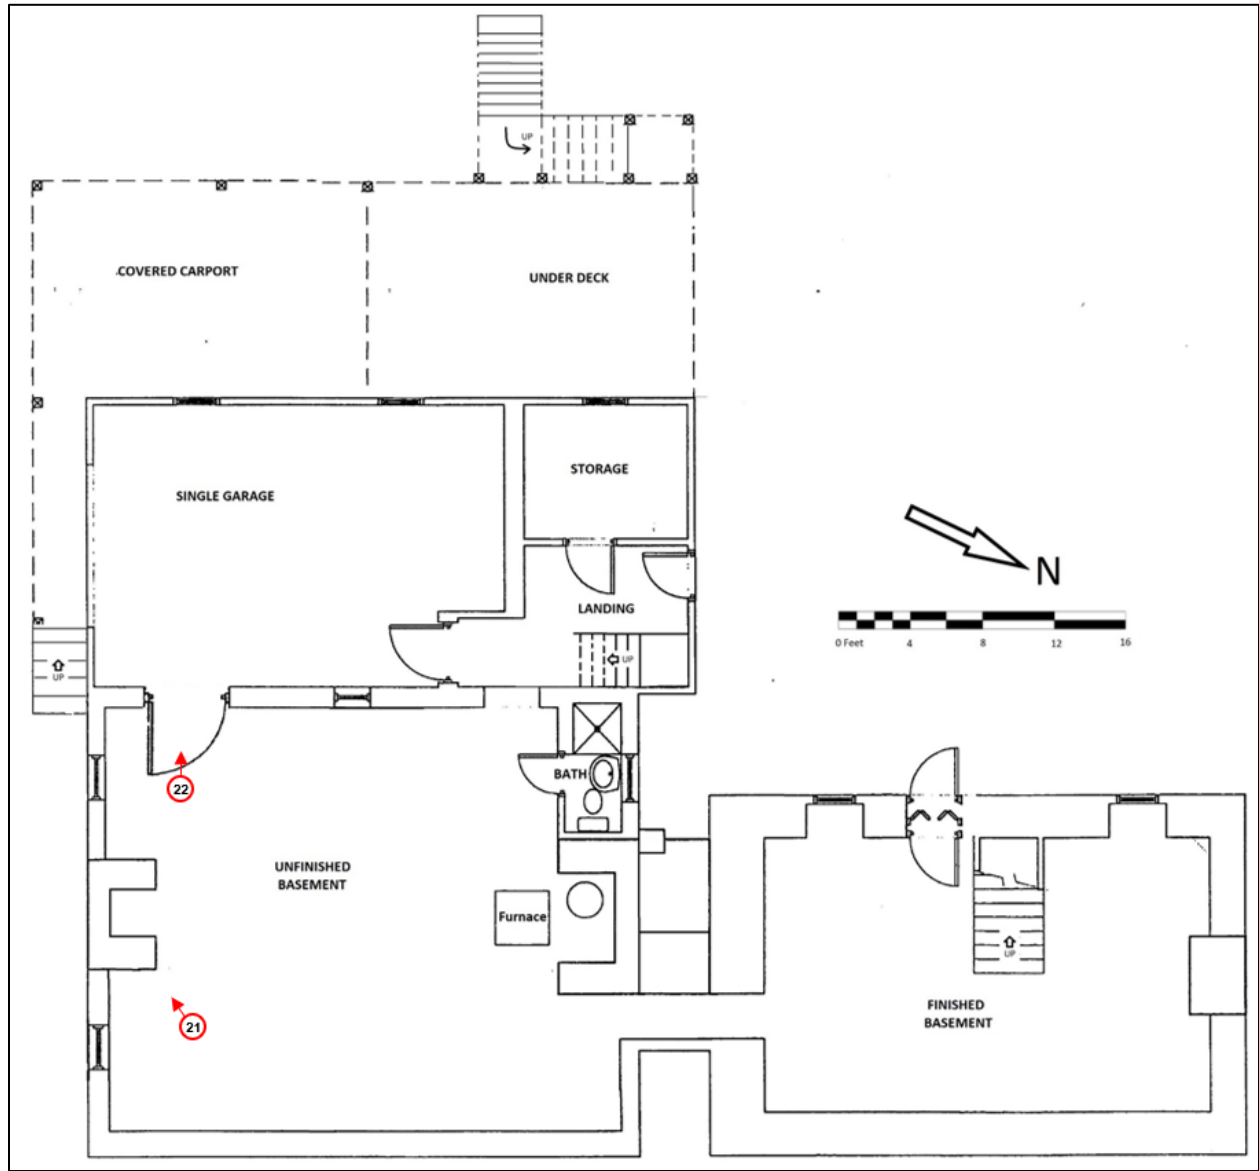 UP
.COVERED CARPORT
UNDER DECK
SINGLE GARAGE
STORAGE
N
LANDING
0 Feet 4 8 12 16
UP
UP
BATH
22
UNFINISHED
BASEMENT
Furnace
UP
21
FINISHED
BASEMENT